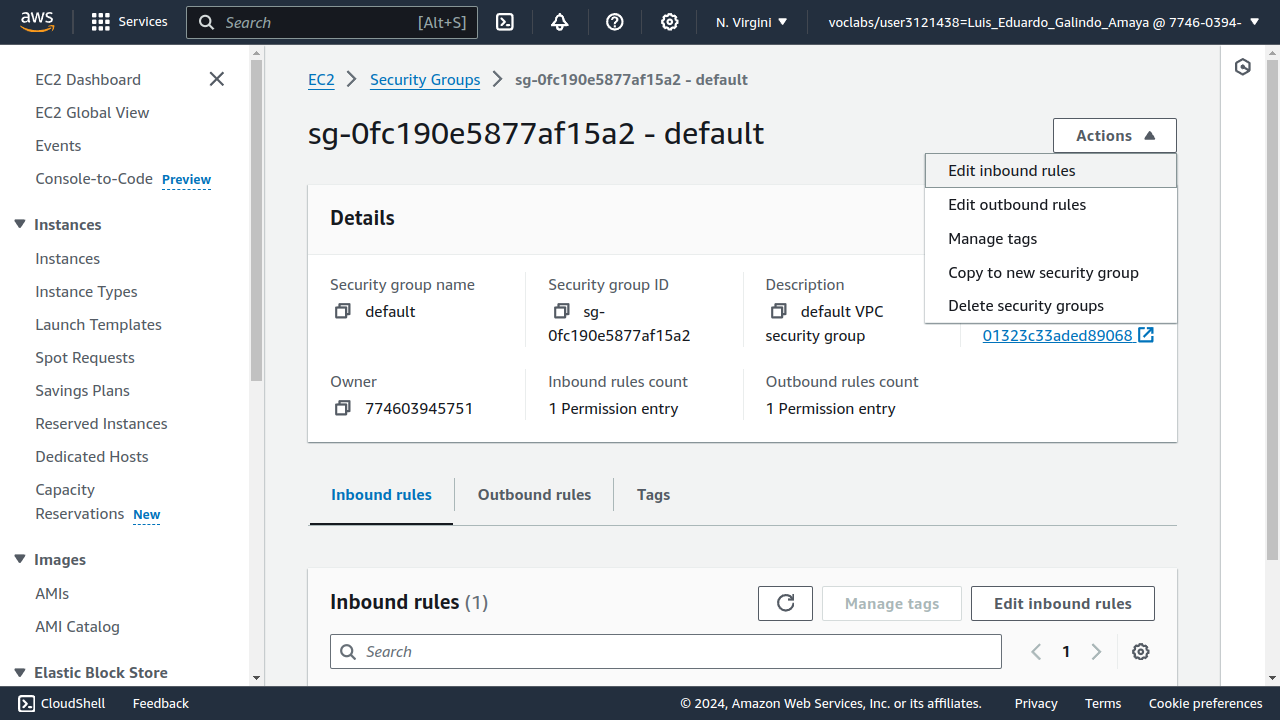 aws
Services
Search
[Alt+S]
N. Virgini
voclabs/user3121438=Luis_Eduardo_Galindo_Amaya @ 7746-0394-
EC2 Dashboard
EC2 Global View
Events
Console-to-Code Preview
Instances
Instances
Instance Types
Launch Templates
Spot Requests
Savings Plans
Reserved Instances
Dedicated Hosts
Capacity
Reservations New
Images
AMIs
AMI Catalog
Elastic Block Store
EC2
Security Groups
sg-0fc190e5877af15a2 - default
sg-0fc190e5877af15a2 - default
Actions
Edit inbound rules
Edit outbound rules
Manage tags
Copy to new security group
Delete security groups
Details
Security group name
default
Security group ID
sg-
0fc190e5877af15a2
Description
default VPC
security group
01323c33aded89068
Owner
774603945751
Inbound rules count
1 Permission entry
Outbound rules count
1 Permission entry
Inbound rules
Outbound rules
Tags
Inbound rules (1)
Manage tags
Edit inbound rules
Search
1
CloudShell
Feedback
© 2024, Amazon Web Services, Inc. or its affiliates.
Privacy
Terms
Cookie preferences